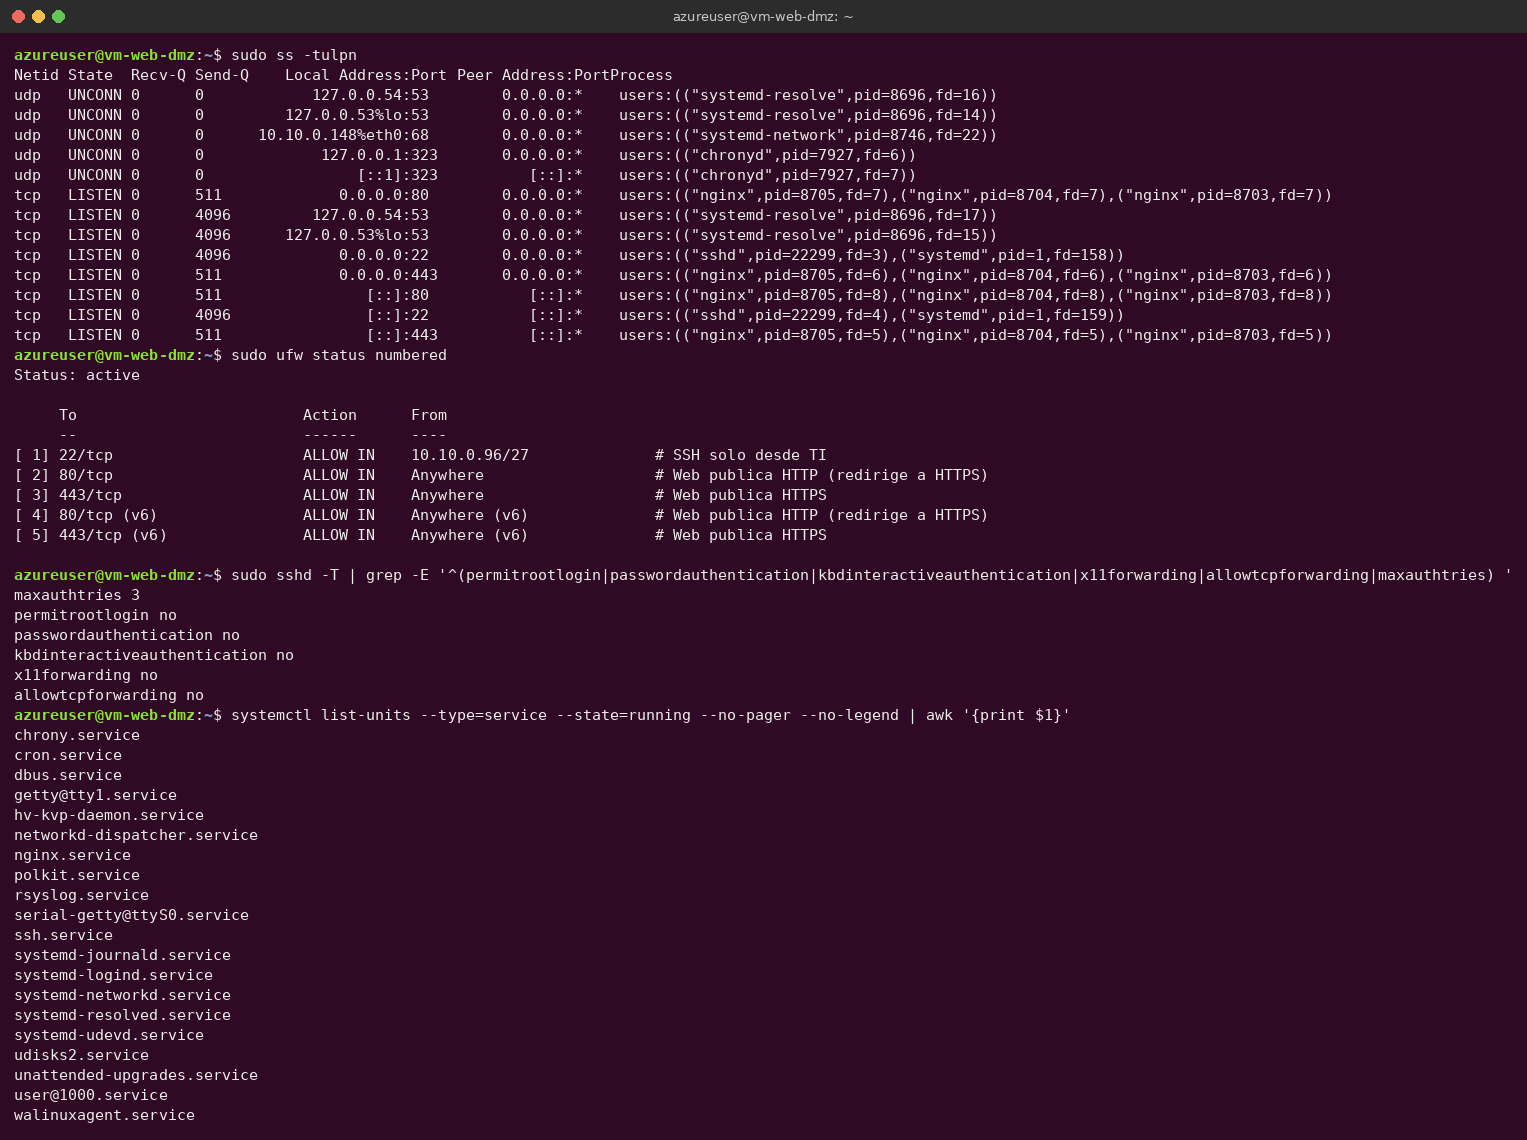 azureuser@vm-web-dmz: ~
azureuser@vm-web-dmz:~$ sudo ss -tulpn
Netid State  Recv-Q Send-Q    Local Address:Port Peer Address:PortProcess
udp   UNCONN 0      0            127.0.0.54:53        0.0.0.0:*    users:(("systemd-resolve",pid=8696,fd=16))
udp   UNCONN 0      0         127.0.0.53%lo:53        0.0.0.0:*    users:(("systemd-resolve",pid=8696,fd=14))
udp   UNCONN 0      0      10.10.0.148%eth0:68        0.0.0.0:*    users:(("systemd-network",pid=8746,fd=22))
udp   UNCONN 0      0             127.0.0.1:323       0.0.0.0:*    users:(("chronyd",pid=7927,fd=6))
udp   UNCONN 0      0                 [::1]:323          [::]:*    users:(("chronyd",pid=7927,fd=7))
tcp   LISTEN 0      511             0.0.0.0:80        0.0.0.0:*    users:(("nginx",pid=8705,fd=7),("nginx",pid=8704,fd=7),("nginx",pid=8703,fd=7))
tcp   LISTEN 0      4096         127.0.0.54:53        0.0.0.0:*    users:(("systemd-resolve",pid=8696,fd=17))
tcp   LISTEN 0      4096      127.0.0.53%lo:53        0.0.0.0:*    users:(("systemd-resolve",pid=8696,fd=15))
tcp   LISTEN 0      4096            0.0.0.0:22        0.0.0.0:*    users:(("sshd",pid=22299,fd=3),("systemd",pid=1,fd=158))
tcp   LISTEN 0      511             0.0.0.0:443       0.0.0.0:*    users:(("nginx",pid=8705,fd=6),("nginx",pid=8704,fd=6),("nginx",pid=8703,fd=6))
tcp   LISTEN 0      511                [::]:80           [::]:*    users:(("nginx",pid=8705,fd=8),("nginx",pid=8704,fd=8),("nginx",pid=8703,fd=8))
tcp   LISTEN 0      4096               [::]:22           [::]:*    users:(("sshd",pid=22299,fd=4),("systemd",pid=1,fd=159))
tcp   LISTEN 0      511                [::]:443          [::]:*    users:(("nginx",pid=8705,fd=5),("nginx",pid=8704,fd=5),("nginx",pid=8703,fd=5))
azureuser@vm-web-dmz:~$ sudo ufw status numbered
Status: active
     To                         Action      From
     --                         ------      ----
[ 1] 22/tcp                     ALLOW IN    10.10.0.96/27              # SSH solo desde TI
[ 2] 80/tcp                     ALLOW IN    Anywhere                   # Web publica HTTP (redirige a HTTPS)
[ 3] 443/tcp                    ALLOW IN    Anywhere                   # Web publica HTTPS
[ 4] 80/tcp (v6)                ALLOW IN    Anywhere (v6)              # Web publica HTTP (redirige a HTTPS)
[ 5] 443/tcp (v6)               ALLOW IN    Anywhere (v6)              # Web publica HTTPS
azureuser@vm-web-dmz:~$ sudo sshd -T | grep -E '^(permitrootlogin|passwordauthentication|kbdinteractiveauthentication|x11forwarding|allowtcpforwarding|maxauthtries) '
maxauthtries 3
permitrootlogin no
passwordauthentication no
kbdinteractiveauthentication no
x11forwarding no
allowtcpforwarding no
azureuser@vm-web-dmz:~$ systemctl list-units --type=service --state=running --no-pager --no-legend | awk '{print $1}'
chrony.service
cron.service
dbus.service
getty@tty1.service
hv-kvp-daemon.service
networkd-dispatcher.service
nginx.service
polkit.service
rsyslog.service
serial-getty@ttyS0.service
ssh.service
systemd-journald.service
systemd-logind.service
systemd-networkd.service
systemd-resolved.service
systemd-udevd.service
udisks2.service
unattended-upgrades.service
user@1000.service
walinuxagent.service